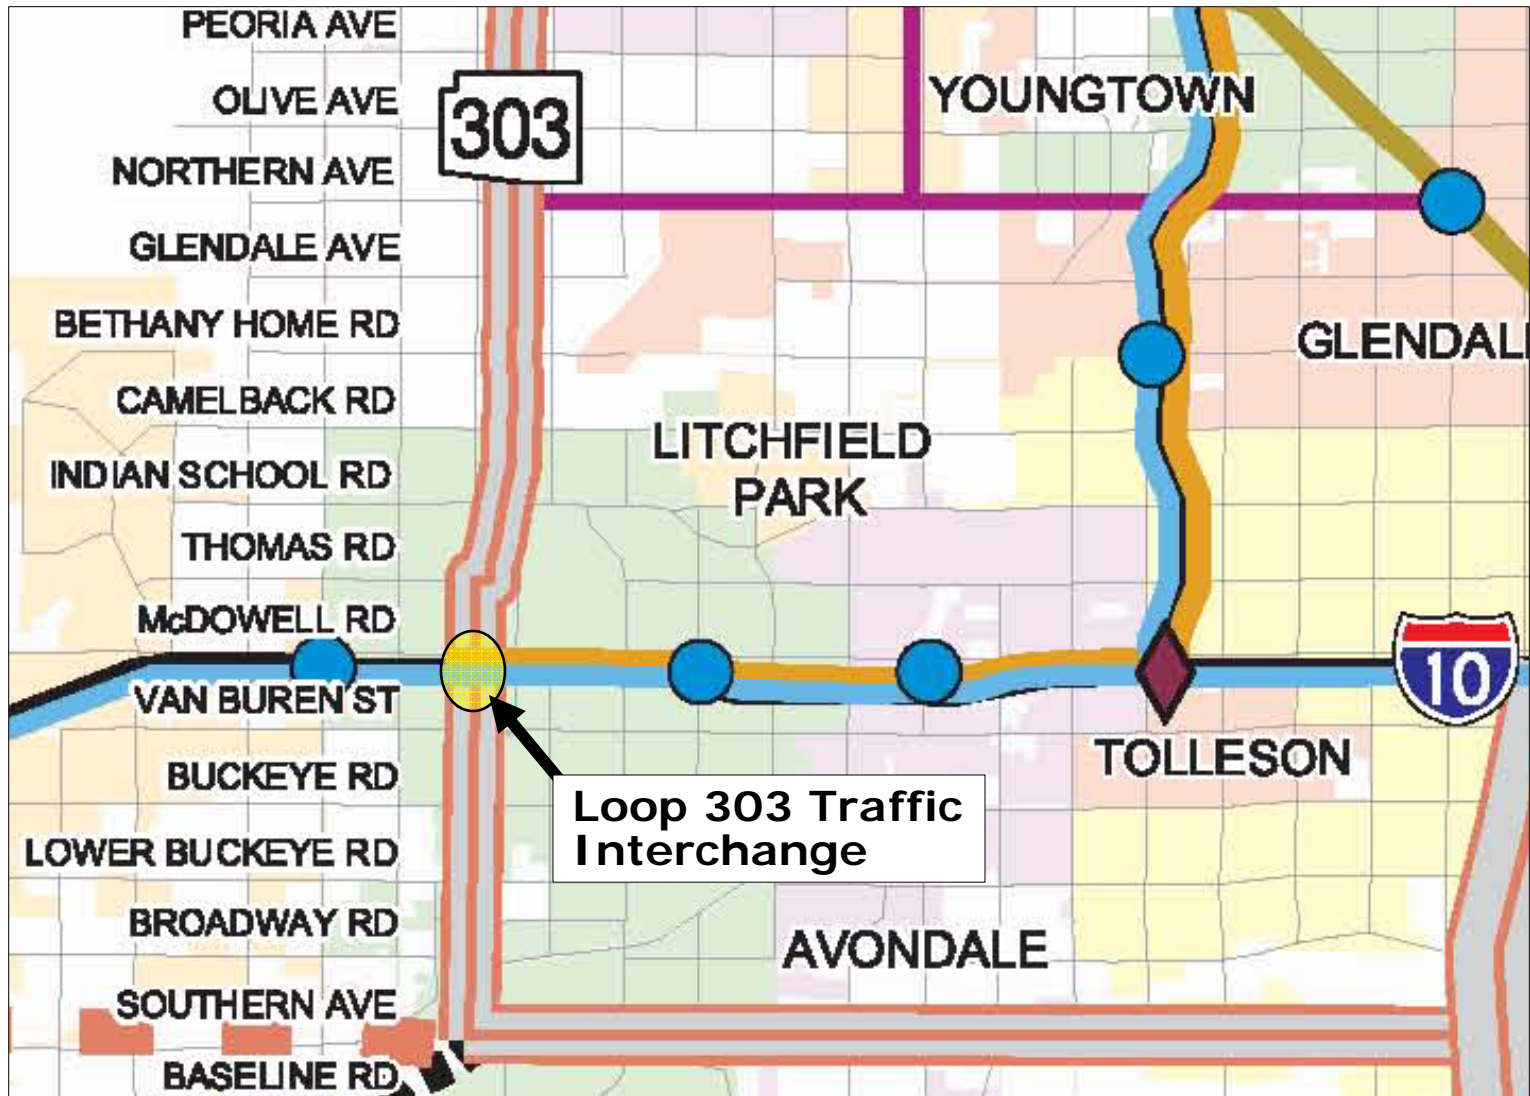 PEORIA AVE
OLIVE AVE
303
YOUNGTOWN
NORTHERN AVE
GLENDALE AVE
BETHANY HOME RD
GLENDAL
CAMELBACK RD
LITCHFIELD
PARK
INDIAN SCHOOL RD
THOMAS RD
McDOWELL RD
10
VAN BUREN ST
TOLLESON
BUCKEYE RD
Loop 303 Traffic
Interchange
LOWER BUCKEYE RD
BROADWAY RD
AVONDALE
SOUTHERN AVE
BASELINE RD